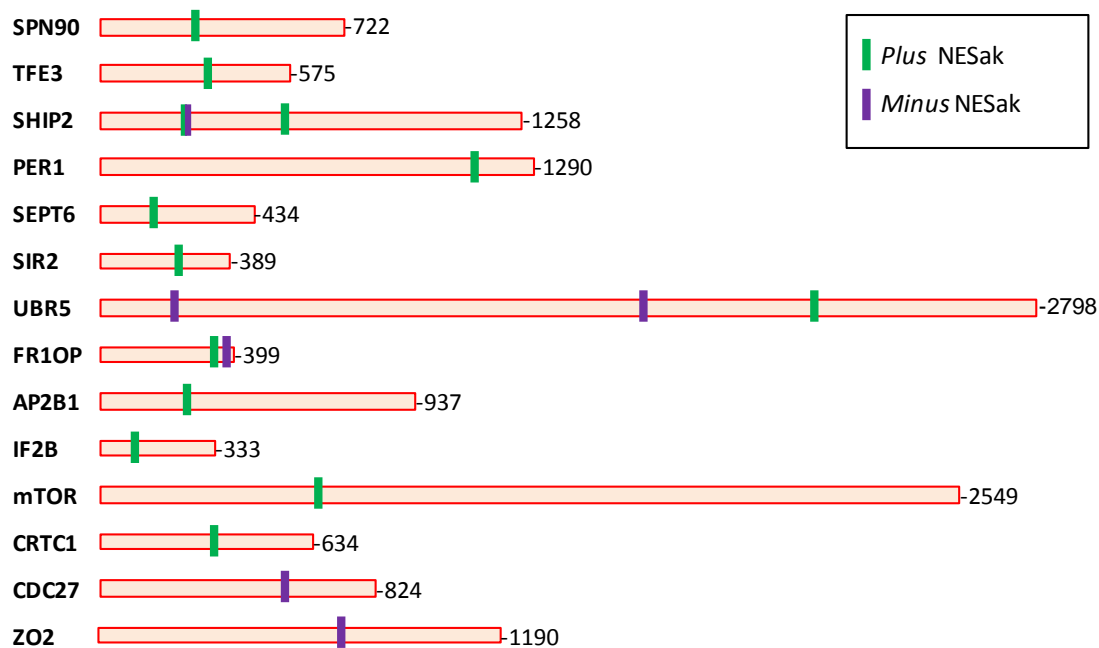 SPN90 -722
TFE3 -575
SHIP2 -1258
PER1 -1290
SEPT6 -434
SIR2 -389
UBR5 -2798
FR1OP -399
AP2B1 -937
IF2B -333
mTOR -2549
CRTC1 -634
CDC27 -824
ZO2 -1190
Plus NESak
Minus NESak